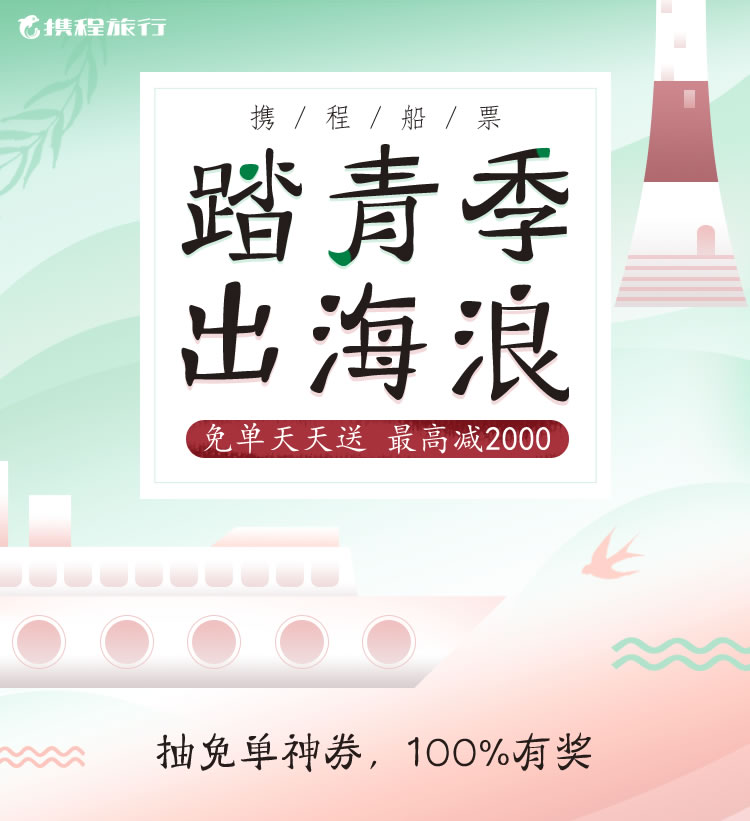 携程旅行
携/程/船/票
踏青季
出海浪
免单天天送 最高减2000
抽免单神券，100%有奖